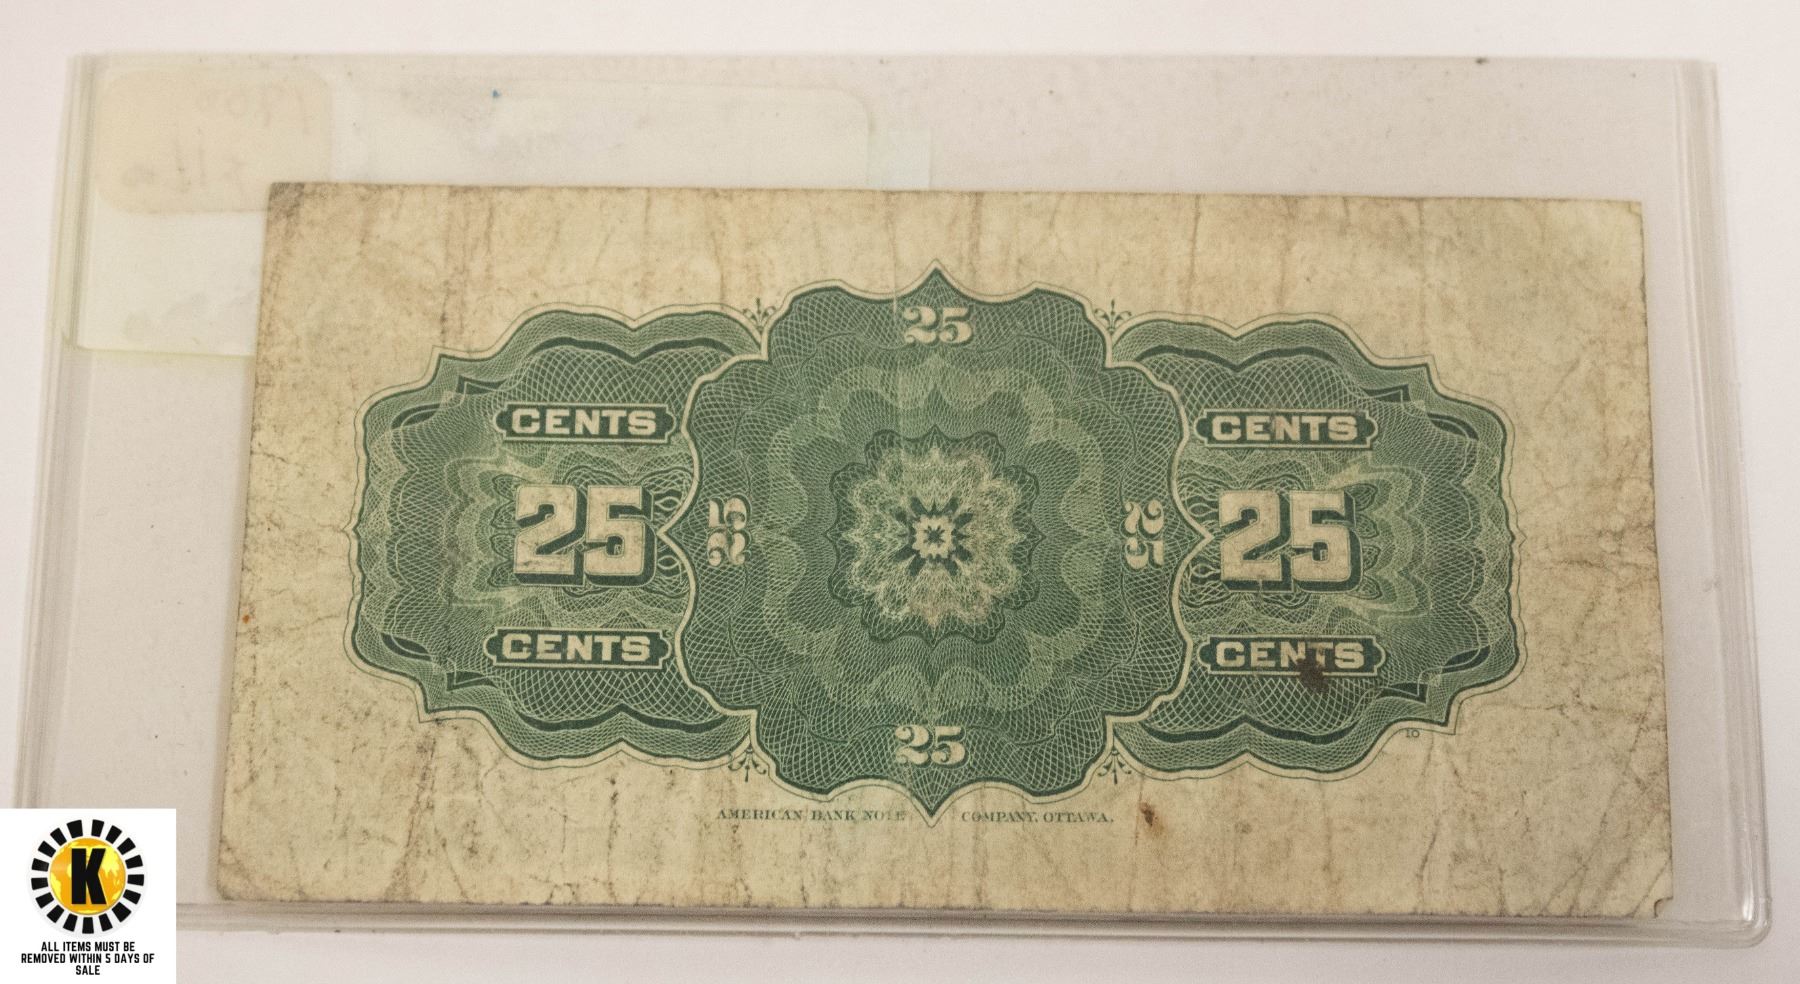 25
CENTS CENTS
25 25 25 25
CENTS CENTS
25
10
AMERICAN BANK NOTE COMPANY, OTTAWA.
K
ALL ITEMS MUST BE
REMOVED WITHIN 5 DAYS OF
SALE